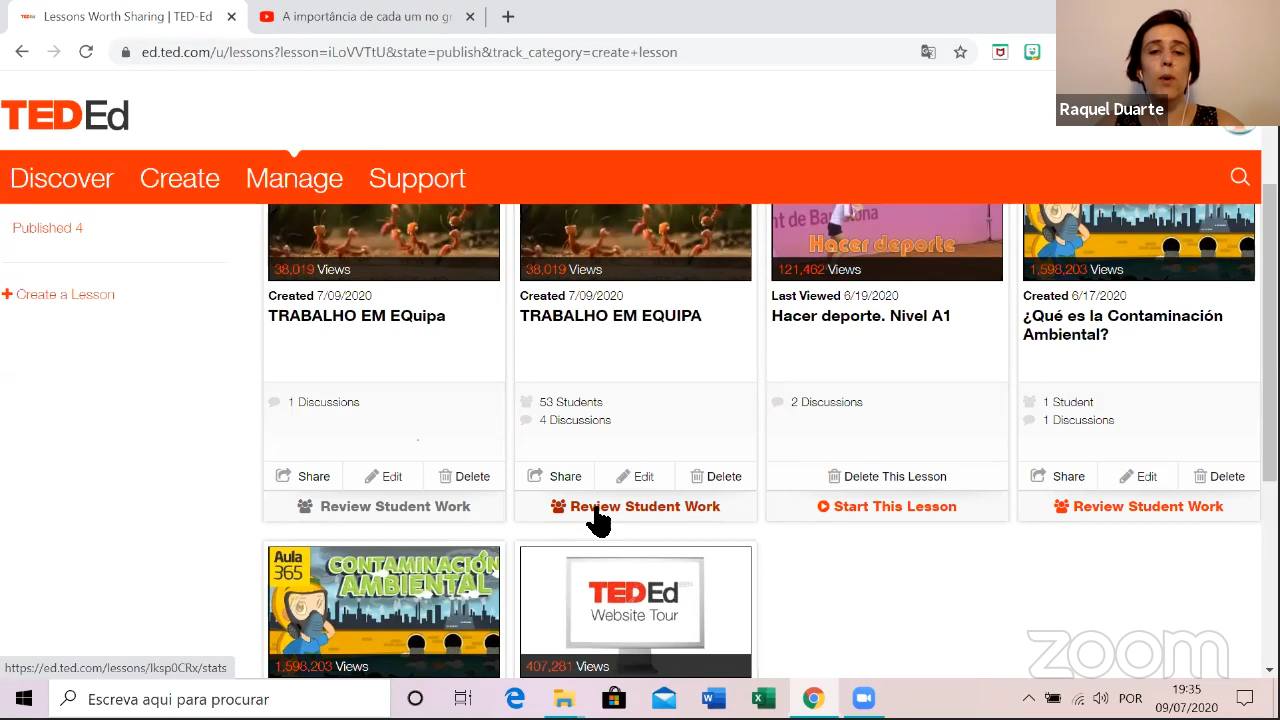 Lessons Worth Sharing | TED-Ed
A importância de cada um no gr
ed.ted.com/u/lessons?lesson=iLoVVTtU&state=publish&track_category=create+lesson
Raquel Duarte
TEDEd
Discover Create Manage Support
Published 4
+ Create a Lesson
38,019 Views
Created 7/09/2020
TRABALHO EM EQuipa
1 Discussions
Share Edit Delete
Review Student Work
38,019 Views
Created 7/09/2020
TRABALHO EM EQUIPA
53 Students
4 Discussions
Share Edit Delete
Review Student Work
Hacer deporte
121,462 Views
Last Viewed 6/19/2020
Hacer deporte. Nivel A1
2 Discussions
Delete This Lesson
Start This Lesson
1,598,203 Views
Created 6/17/2020
¿Qué es la Contaminación
Ambiental?
1 Student
1 Discussions
Share Edit Delete
Review Student Work
Aula
365
CONTAMINACIÓN
AMBIENTAL
1,598,203 Views
TEDEd
Website Tour
407,281 Views
https://ed.ted.com/lessons/Iksp0CRx/stats
zoom
Escreva aqui para procurar
POR
19:35
09/07/2020